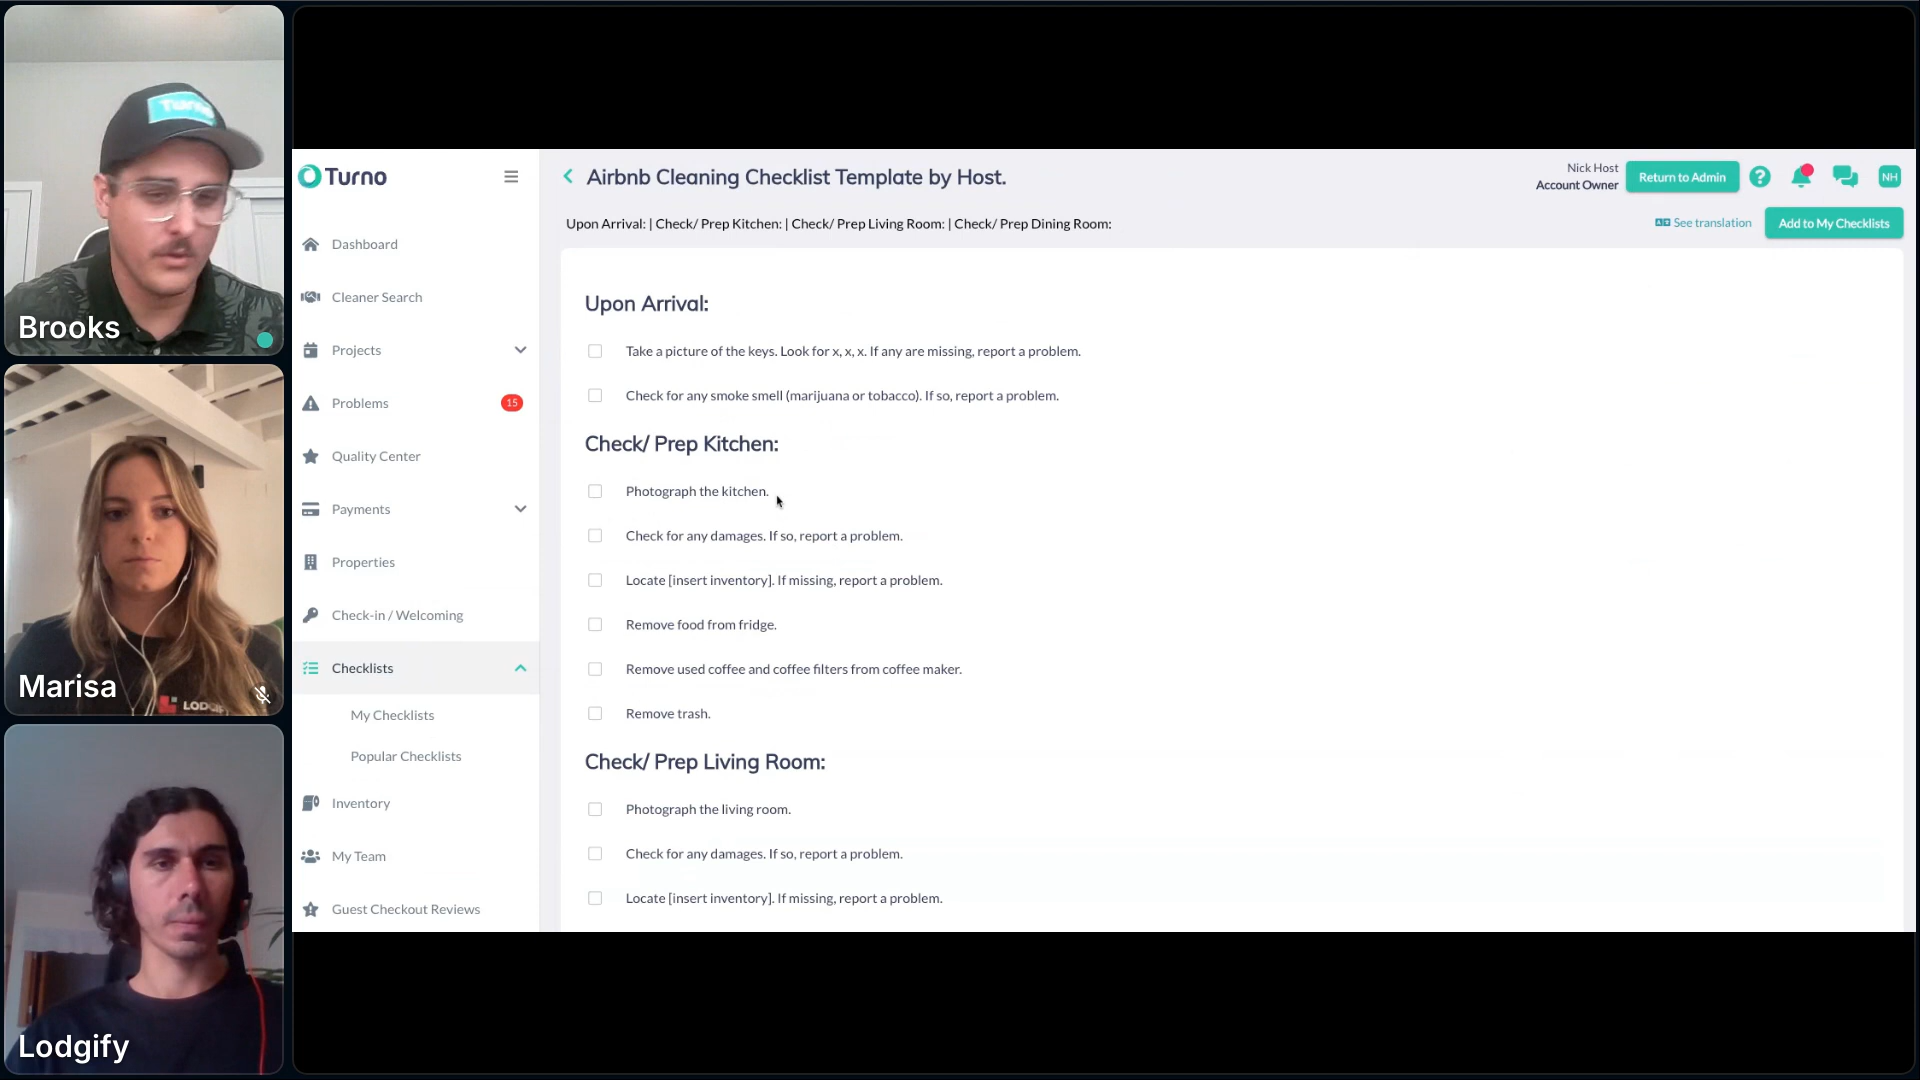 Turno
Brooks
Marisa
LODGIFY
Lodgify
Turno
Dashboard
Cleaner Search
Projects
Problems
15
Quality Center
Payments
Properties
Check-in / Welcoming
Checklists
My Checklists
Popular Checklists
Inventory
My Team
Guest Checkout Reviews
Airbnb Cleaning Checklist Template by Host.
Nick Host
Account Owner
Return to Admin
?
NH
Upon Arrival: | Check/ Prep Kitchen: | Check/ Prep Living Room: | Check/ Prep Dining Room:
See translation
Add to My Checklists
Upon Arrival:
Take a picture of the keys. Look for x, x, x. If any are missing, report a problem.
Check for any smoke smell (marijuana or tobacco). If so, report a problem.
Check/ Prep Kitchen:
Photograph the kitchen.
Check for any damages. If so, report a problem.
Locate [insert inventory]. If missing, report a problem.
Remove food from fridge.
Remove used coffee and coffee filters from coffee maker.
Remove trash.
Check/ Prep Living Room:
Photograph the living room.
Check for any damages. If so, report a problem.
Locate [insert inventory]. If missing, report a problem.